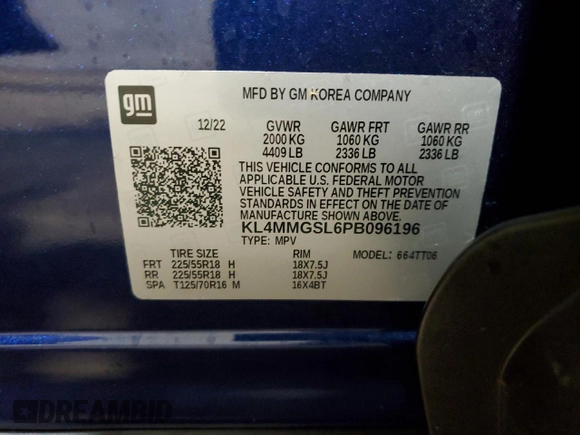 gm
MFD BY GM KOREA COMPANY
12/22 GVWR GAWR FRT GAWR RR
2000 KG 1060 KG 1060 KG
4409 LB 2336 LB 2336 LB
THIS VEHICLE CONFORMS TO ALL
APPLICABLE U.S. FEDERAL MOTOR
VEHICLE SAFETY AND THEFT PREVENTION
STANDARDS IN EFFECT ON THE DATE OF
MANUFACTURE SHOWN ABOVE.
KL4MMGSL6PB096196
TYPE: MPV MODEL: 664TT06
TIRE SIZE RIM
FRT 225/55R18 H 18X7.5J
RR 225/55R18 H 18X7.5J
SPA T125/70R16 M 16X4BT
DREAMBID